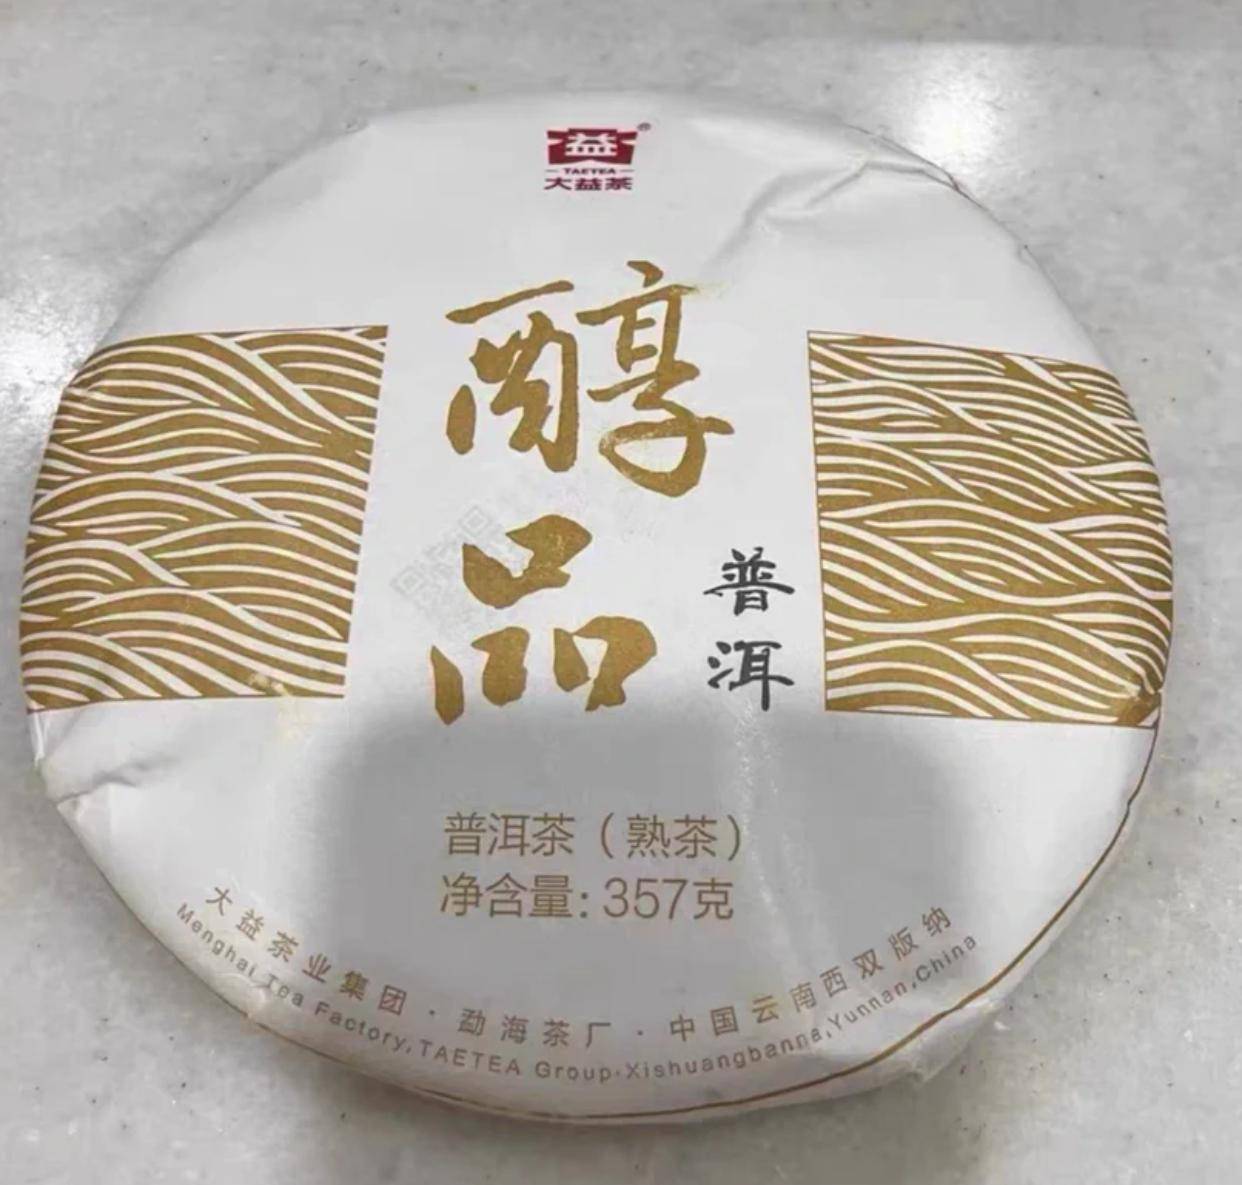 益®
TAETEA
大益茶
醇品
普洱
普洱茶（熟茶）
净含量:357克
大益茶业集团·勐海茶厂·中国云南西双版纳
Menghai Tea Factory,TAETEA Group·Xishuangbanna,Yunnan,China